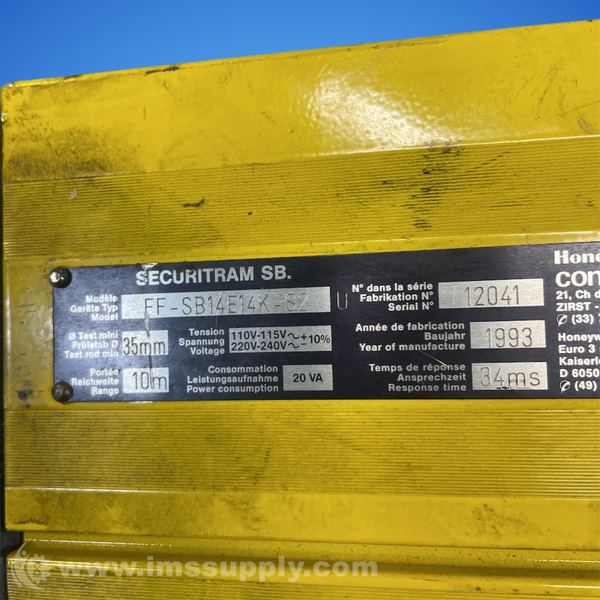 SECURITRAM SB.
Modèle
Geräte Typ
Model
FF-SB14E14K-S2 U
Ø Test mini
Prüfstab Ø
Test rod min
35mm
Tension
Spannung
Voltage
110V-115V~
220V-240V~
+10%
-
Portée
Reichweite
Range
10m
Consommation
Leistungsaufnahme
Power consumption
20 VA
N° dans la série
Fabrikation N°
Serial N°
12041
Année de fabrication
Baujahr
Year of manufacture
1993
Temps de réponse
Ansprechzeit
Response time
34ms
Hone
con
21, Ch d
ZIRST -
(33) 7
Honeyw
Euro 3
Kaiserle
D 6050
(49)
www.imssupply.com